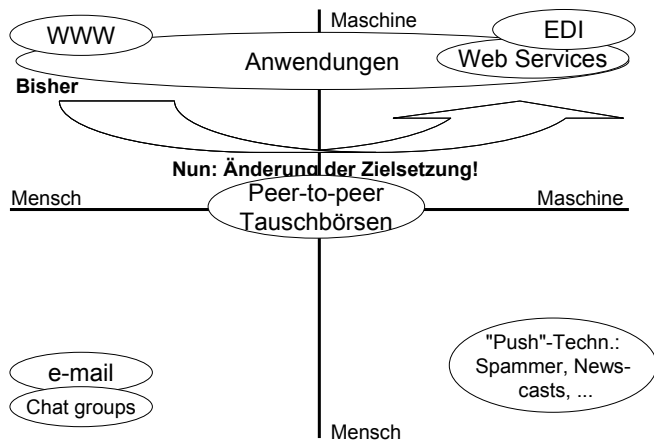 Maschine
WWW
EDI
Anwendungen
Web Services
Bisher
Nun: Änderung der Zielsetzung!
Mensch
Peer-to-peer
Tauschbörsen
Maschine
"Push"-Techn.:
Spammer, News-
casts, ...
e-mail
Chat groups
Mensch